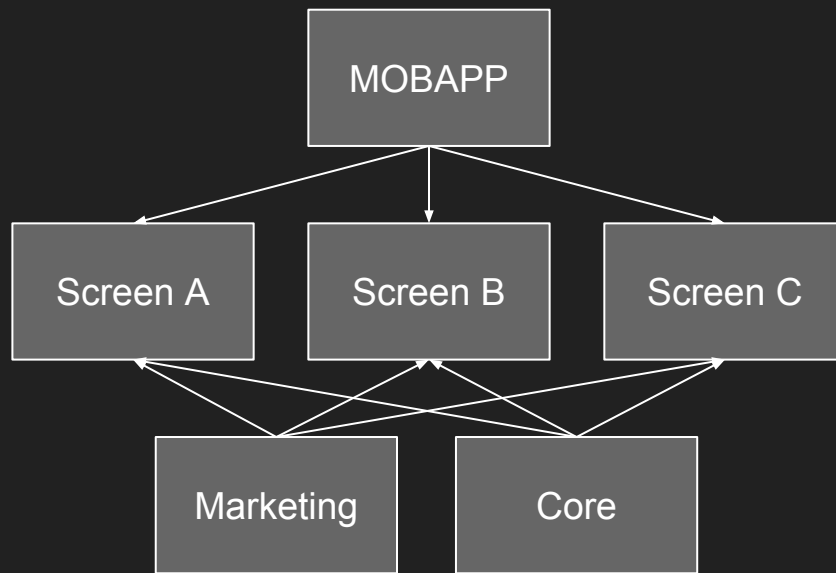 MOBAPP
Screen A
Screen B
Screen C
Marketing
Core